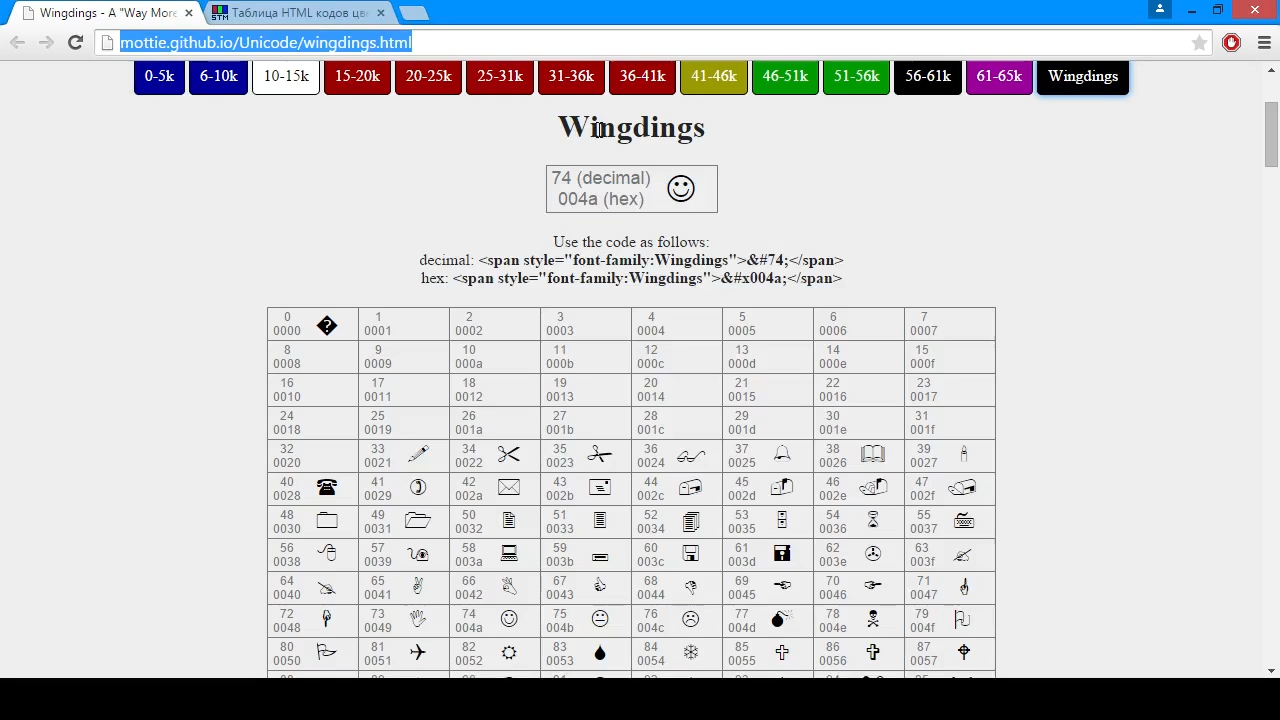 Wingdings - A "Way Mor
Таблица HTML кодов цв
mottie.github.io/Unicode/wingdings.html
0-5k 6-10k 10-15k 15-20k 20-25k 25-31k 31-36k 36-41k 41-46k 46-51k 51-56k 56-61k 61-65k Wingdings
Wingdings
74 (decimal)
004a (hex)
Use the code as follows:
decimal: <span style="font-family:Wingdings">&#74;</span>
hex: <span style="font-family:Wingdings">&#x004a;</span>
0 1 2 3 4 5 6 7
0000 0001 0002 0003 0004 0005 0006 0007
8 9 10 11 12 13 14 15
0008 0009 000a 000b 000c 000d 000e 000f
16 17 18 19 20 21 22 23
0010 0011 0012 0013 0014 0015 0016 0017
24 25 26 27 28 29 30 31
0018 0019 001a 001b 001c 001d 001e 001f
32 33 34 35 36 37 38 39
0020 0021 0022 0023 0024 0025 0026 0027
40 41 42 43 44 45 46 47
0028 0029 002a 002b 002c 002d 002e 002f
48 49 50 51 52 53 54 55
0030 0031 0032 0033 0034 0035 0036 0037
56 57 58 59 60 61 62 63
0038 0039 003a 003b 003c 003d 003e 003f
64 65 66 67 68 69 70 71
0040 0041 0042 0043 0044 0045 0046 0047
72 73 74 75 76 77 78 79
0048 0049 004a 004b 004c 004d 004e 004f
80 81 82 83 84 85 86 87
0050 0051 0052 0053 0054 0055 0056 0057